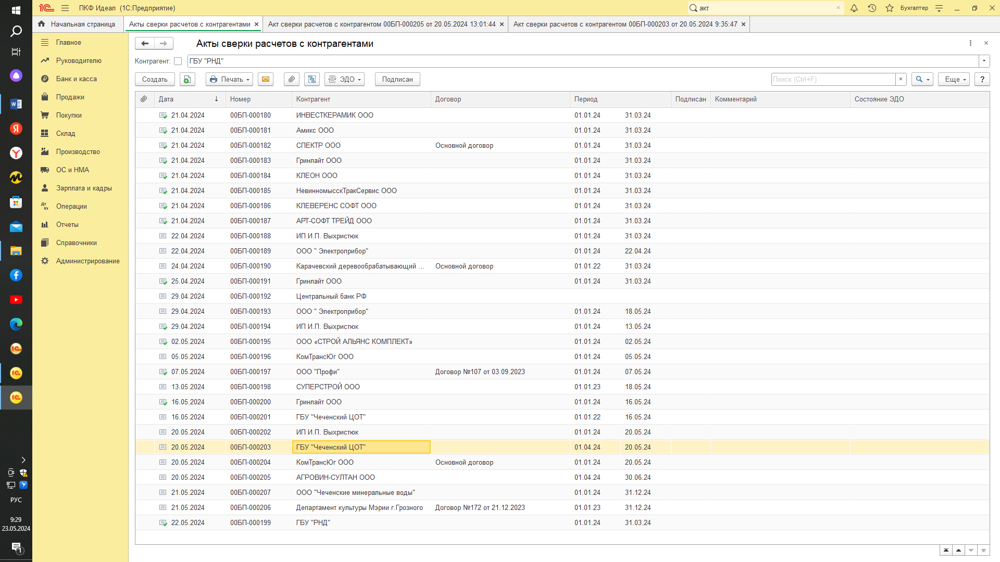 ПКФ Идеал (1С:Предприятие)
акт
Бухгалтер
Начальная страница
Акты сверки расчетов с контрагентами
Акт сверки расчетов с контрагентом 00БП-000205 от 20.05.2024 13:01:44
Акт сверки расчетов с контрагентом 00БП-000203 от 20.05.2024 9:35:47
Главное
Руководителю
Банк и касса
Продажи
Покупки
Склад
Производство
ОС и НМА
Зарплата и кадры
Операции
Отчеты
Справочники
Администрирование
Акты сверки расчетов с контрагентами
Контрагент: ГБУ "РНД"
Создать Печать ЭДО Подписан Поиск (Ctrl+F) Еще ?
Дата Номер Контрагент Договор Период Подписан Комментарий Состояние ЭДО
21.04.2024 00БП-000180 ИНВЕСТКЕРАМИК ООО 01.01.24 31.03.24
21.04.2024 00БП-000181 Амикс ООО 01.01.24 31.03.24
21.04.2024 00БП-000182 СПЕКТР ООО Основной договор 01.01.24 31.03.24
21.04.2024 00БП-000183 Гринлайт ООО 01.01.24 31.03.24
21.04.2024 00БП-000184 КЛЕОН ООО 01.01.24 31.03.24
21.04.2024 00БП-000185 НевинномысскТракСервис ООО 01.01.24 31.03.24
21.04.2024 00БП-000186 КЛЕВЕРЕНС СОФТ ООО 01.01.24 31.03.24
21.04.2024 00БП-000187 АРТ-СОФТ ТРЕЙД ООО 01.01.24 31.03.24
22.04.2024 00БП-000188 ИП И.П. Выхристюк 01.01.24 31.03.24
22.04.2024 00БП-000189 ООО " Электроприбор" 01.01.24 22.04.24
24.04.2024 00БП-000190 Карачевский деревообрабатывающий ... Основной договор 01.01.22 31.03.24
25.04.2024 00БП-000191 Гринлайт ООО 01.01.24 31.03.24
29.04.2024 00БП-000192 Центральный банк РФ
29.04.2024 00БП-000193 ООО " Электроприбор" 01.01.24 18.05.24
29.04.2024 00БП-000194 ИП И.П. Выхристюк 01.01.24 13.05.24
02.05.2024 00БП-000195 ООО «СТРОЙ АЛЬЯНС КОМПЛЕКТ» 01.01.24 02.05.24
05.05.2024 00БП-000196 КомТрансЮг ООО 01.01.24 05.05.24
07.05.2024 00БП-000197 ООО "Профи" Договор №107 от 03.09.2023 01.01.24 07.05.24
13.05.2024 00БП-000198 СУПЕРСТРОЙ ООО 01.01.23 18.05.24
16.05.2024 00БП-000200 Гринлайт ООО 01.01.24 16.05.24
16.05.2024 00БП-000201 ГБУ "Чеченский ЦОТ" 01.01.22 16.05.24
20.05.2024 00БП-000202 ИП И.П. Выхристюк 01.01.24 20.05.24
20.05.2024 00БП-000203 ГБУ "Чеченский ЦОТ" 01.04.24 20.05.24
20.05.2024 00БП-000204 КомТрансЮг ООО Основной договор 01.01.24 20.05.24
20.05.2024 00БП-000205 АГРОВИН-СУЛТАН ООО 01.04.24 30.06.24
21.05.2024 00БП-000207 ООО "Чеченские минеральные воды" 01.01.24 31.12.24
21.05.2024 00БП-000206 Департамент культуры Мэрии г.Грозного Договор №172 от 21.12.2023 01.01.23 31.12.24
22.05.2024 00БП-000199 ГБУ "РНД" 01.01.24 31.03.24
РУС
9:29
23.05.2024
1